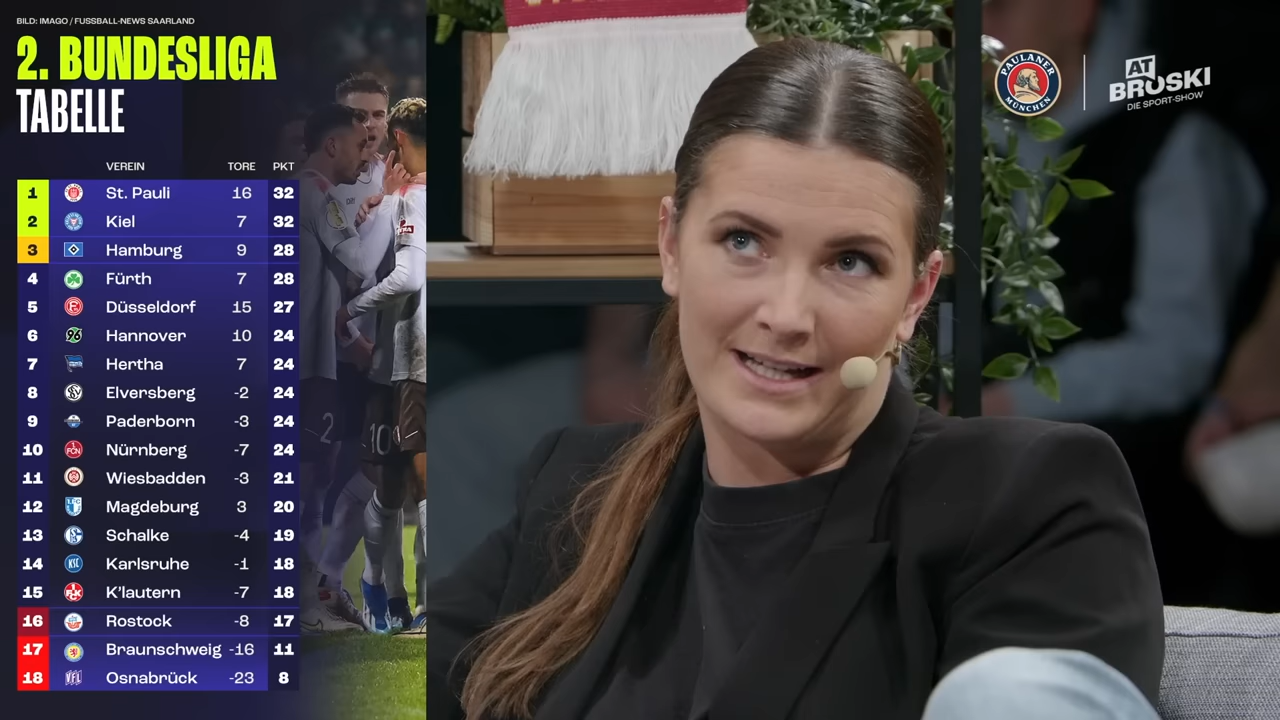 BILD: IMAGO / FUSSBALL-NEWS SAARLAND
2. BUNDESLIGA
TABELLE
VEREIN TORE PKT
1 St. Pauli 16 32
2 Kiel 7 32
3 Hamburg 9 28
4 Fürth 7 28
5 Düsseldorf 15 27
6 Hannover 10 24
7 Hertha 7 24
8 Elversberg -2 24
9 Paderborn -3 24
10 Nürnberg -7 24
11 Wiesbadden -3 21
12 Magdeburg 3 20
13 Schalke -4 19
14 Karlsruhe -1 18
15 K'lautern -7 18
16 Rostock -8 17
17 Braunschweig -16 11
18 Osnabrück -23 8
PAULANER
MÜNCHEN
AT
BROSKI
DIE SPORT-SHOW